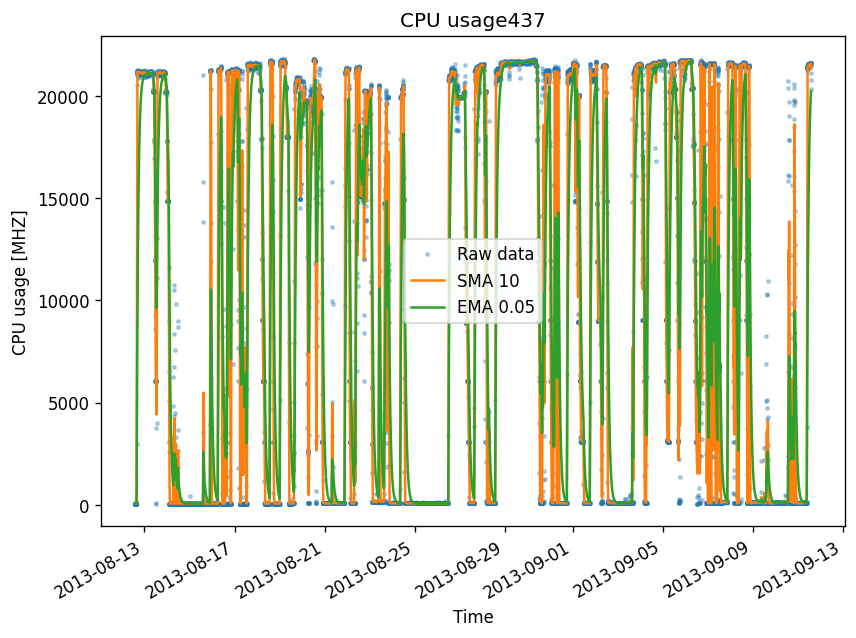 CPU usage437
20000
15000
10000
5000
0
CPU usage [MHZ]
Raw data
SMA 10
EMA 0.05
2013-08-13
2013-08-17
2013-08-21
2013-08-25
2013-08-29
2013-09-01
2013-09-05
2013-09-09
2013-09-13
Time